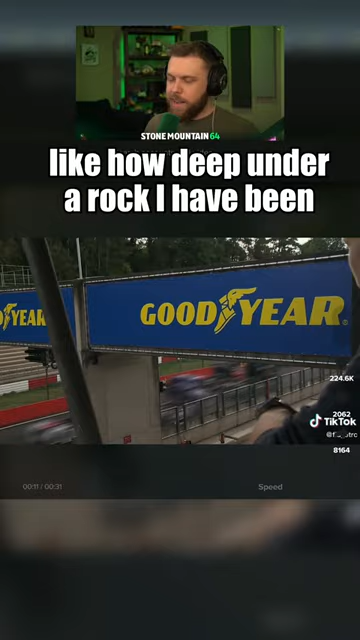 STONE MOUNTAIN 64
like how deep under
a rock I have been
GOODYEAR
GOODYEAR
224.6K
2062
TikTok
8164
00:11 / 00:31
Speed